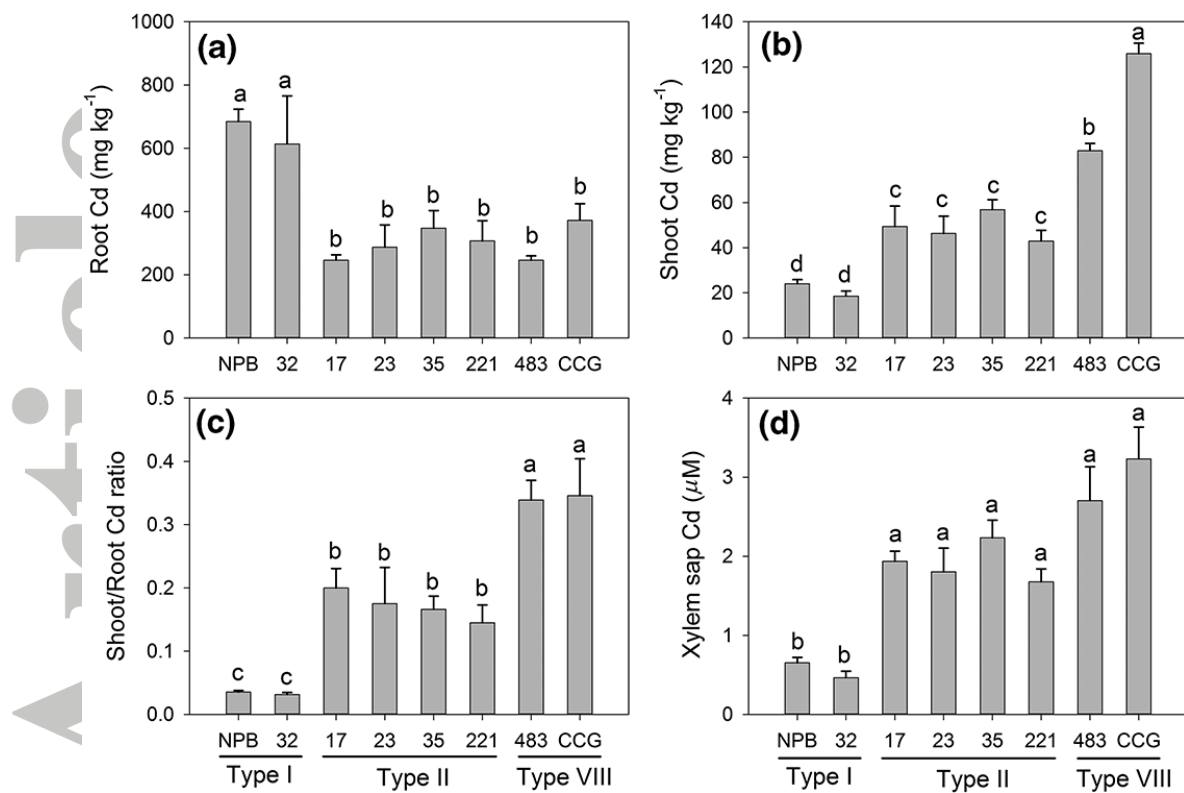 (a)
Root Cd (mg kg⁻¹)
1000
800
600
400
200
0
a
a
b
b
b
b
b
b
NPB 32 17 23 35 221 483 CCG
(b)
Shoot Cd (mg kg⁻¹)
140
120
100
80
60
40
20
0
d
d
c
c
c
c
b
a
NPB 32 17 23 35 221 483 CCG
(c)
Shoot/Root Cd ratio
0.5
0.4
0.3
0.2
0.1
0.0
c
c
b
b
b
b
a
a
NPB 32 17 23 35 221 483 CCG
Type I Type II Type VIII
(d)
Xylem sap Cd (μM)
4
3
2
1
0
b
b
a
a
a
a
a
a
NPB 32 17 23 35 221 483 CCG
Type I Type II Type VIII